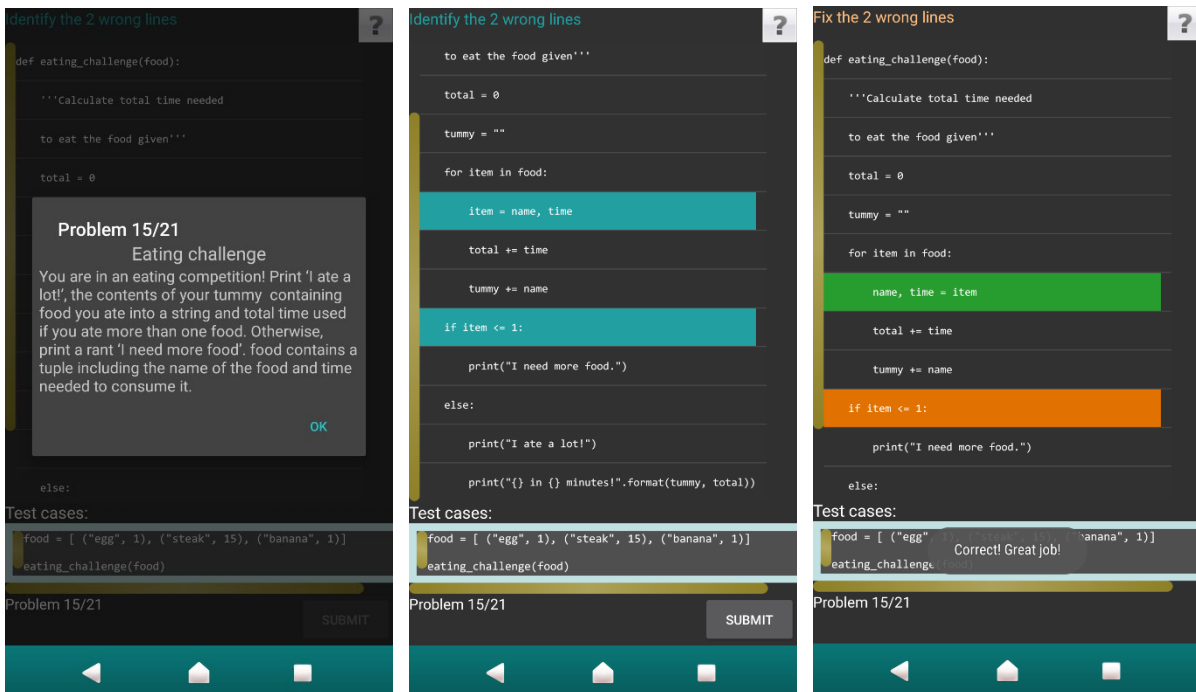 Identify the 2 wrong lines
?
def eating_challenge(food):
'''Calculate total time needed
to eat the food given'''
total = 0
Problem 15/21
Eating challenge
You are in an eating competition! Print ‘I ate a
lot!’, the contents of your tummy  containing
food you ate into a string and total time used
if you ate more than one food. Otherwise,
print a rant ‘I need more food’. food contains a
tuple including the name of the food and time
needed to consume it.
OK
else:
Test cases:
food = [ ("egg", 1), ("steak", 15), ("banana", 1)]
eating_challenge(food)
Problem 15/21
SUBMIT
Identify the 2 wrong lines
?
to eat the food given'''
total = 0
tummy = ""
for item in food:
item = name, time
total += time
tummy += name
if item <= 1:
print("I need more food.")
else:
print("I ate a lot!")
print("{} in {} minutes!".format(tummy, total))
Test cases:
food = [ ("egg", 1), ("steak", 15), ("banana", 1)]
eating_challenge(food)
Problem 15/21
SUBMIT
Fix the 2 wrong lines
?
def eating_challenge(food):
'''Calculate total time needed
to eat the food given'''
total = 0
tummy = ""
for item in food:
name, time = item
total += time
tummy += name
if item <= 1:
print("I need more food.")
else:
Test cases:
food = [ ("egg", 1), ("steak", 15), ("banana", 1)]
eating_challenge(food)
Correct! Great job!
Problem 15/21